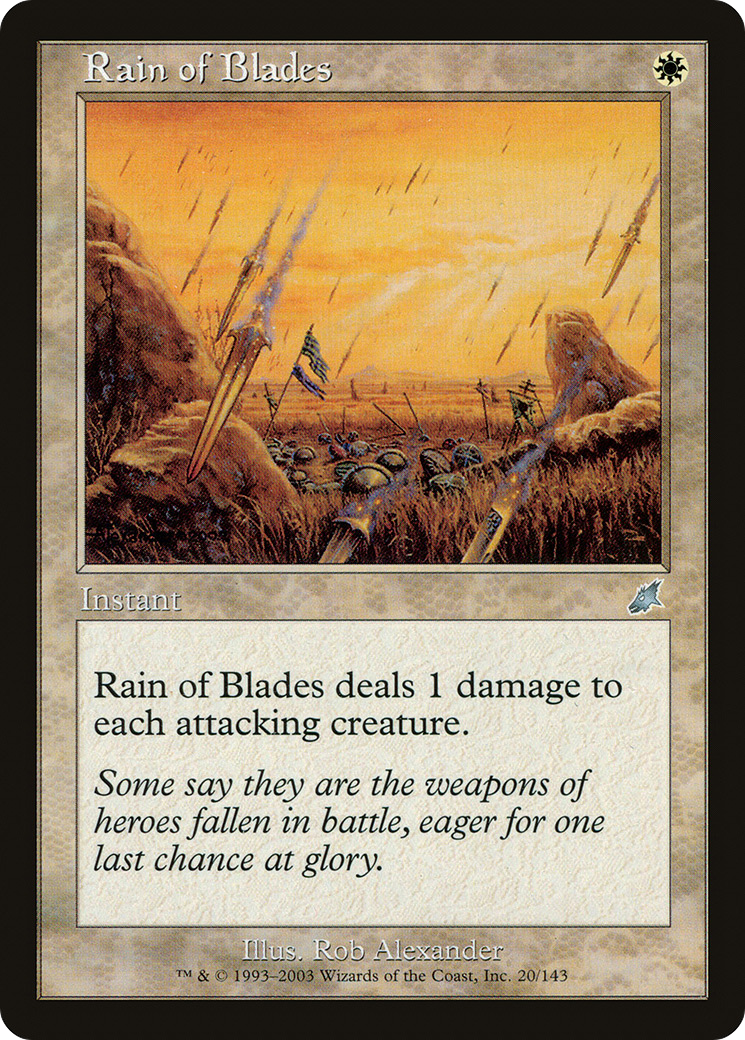 Rain of Blades
Instant
Rain of Blades deals 1 damage to
each attacking creature.
Some say they are the weapons of
heroes fallen in battle, eager for one
last chance at glory.
Illus. Rob Alexander
™ & © 1993–2003 Wizards of the Coast, Inc. 20/143